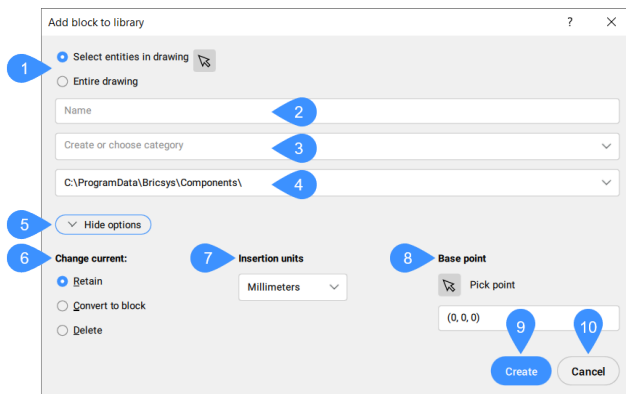 Add block to library
?
Select entities in drawing
1
Entire drawing
Name
2
Create or choose category
3
C:\ProgramData\Bricsys\Components\
4
5
Hide options
6
Change current:
7
Insertion units
8
Base point
Retain
Millimeters
Pick point
Convert to block
(0, 0, 0)
Delete
9
10
Create
Cancel